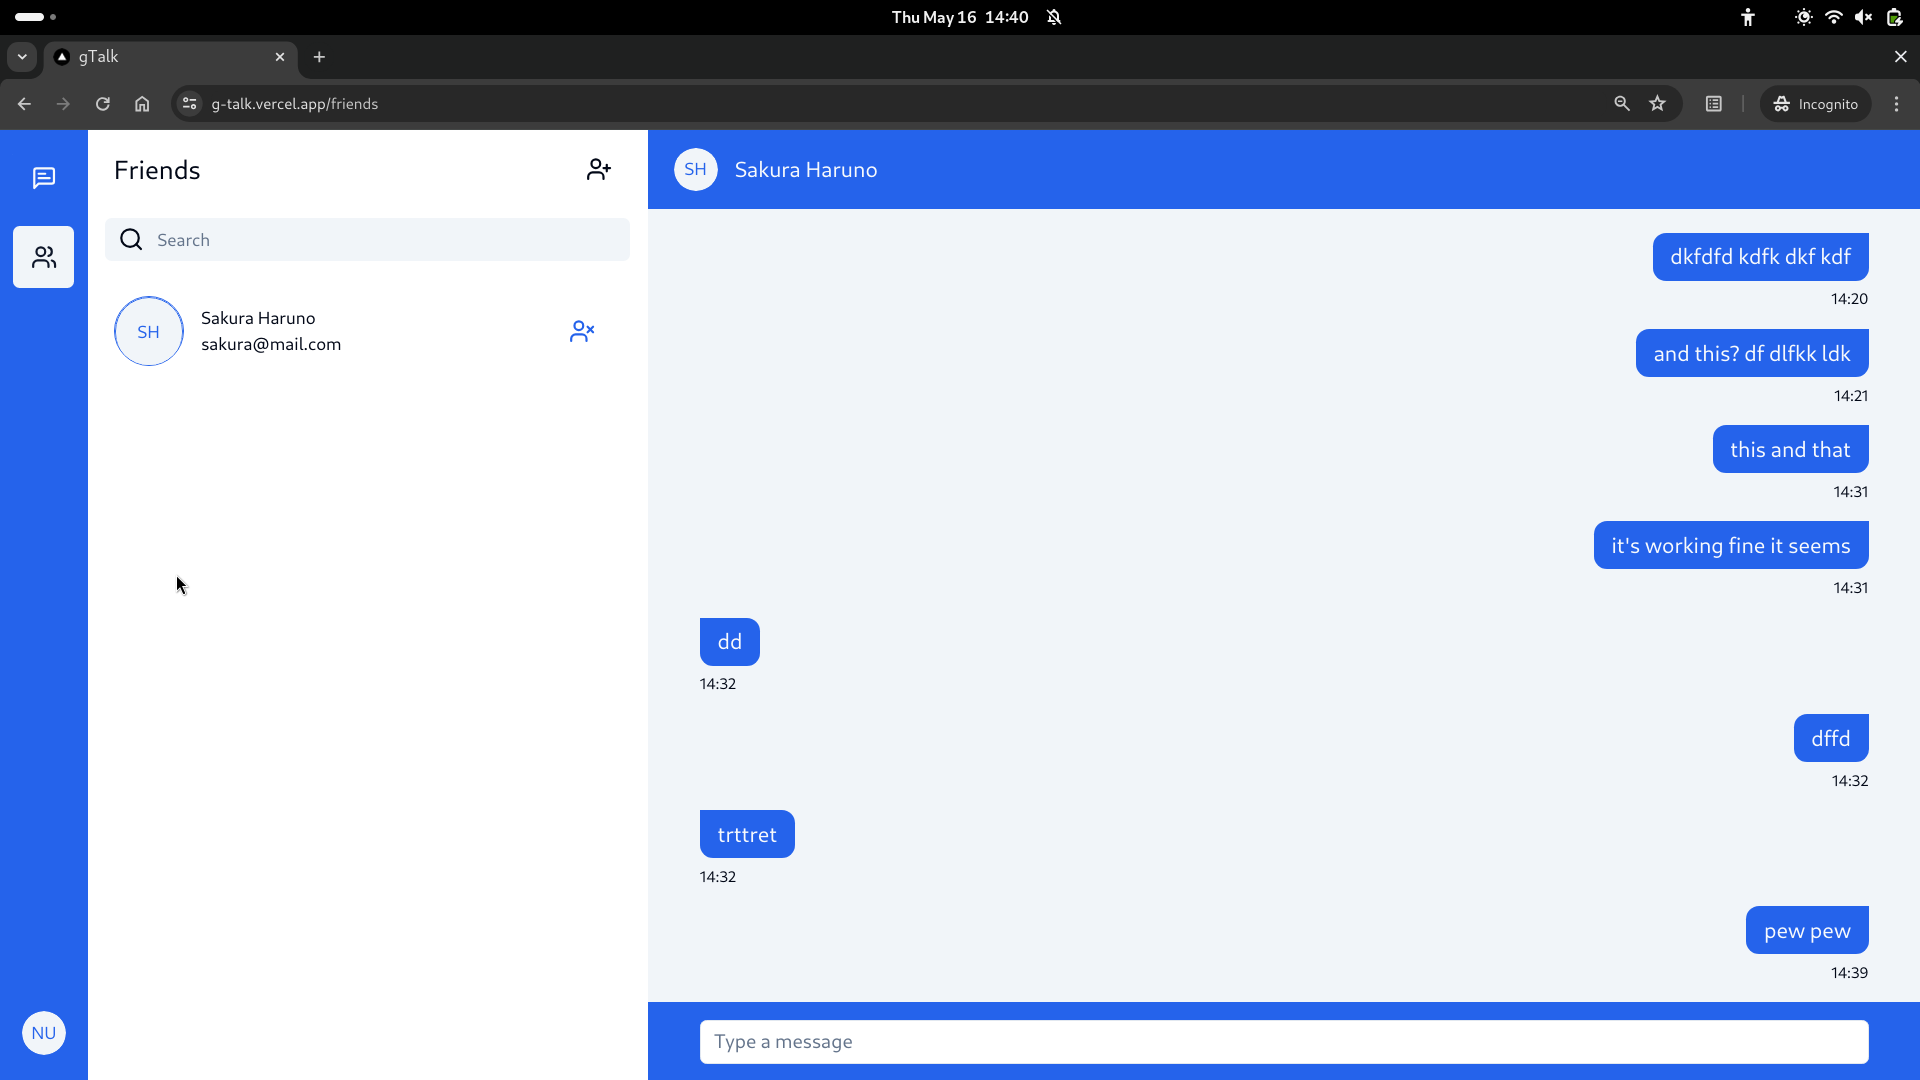 Thu May 16 14:40
gTalk
g-talk.vercel.app/friends
Incognito
Friends
Search
SH
Sakura Haruno
sakura@mail.com
NU
SH
Sakura Haruno
dkfdfd kdfk dkf kdf
14:20
and this? df dlfkk ldk
14:21
this and that
14:31
it's working fine it seems
14:31
dd
14:32
dffd
14:32
trttret
14:32
pew pew
14:39
Type a message